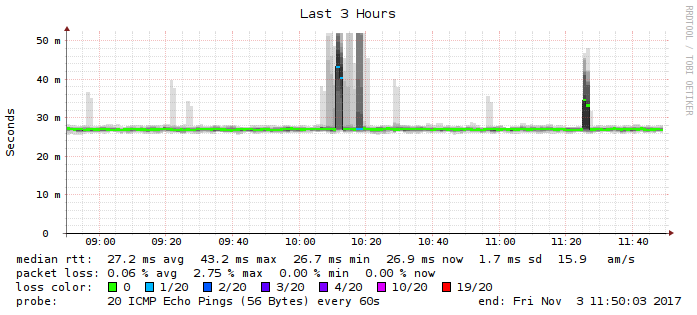 Last 3 Hours
RRDTOOL / TOBI OETIKER
Seconds
50 m
40 m
30 m
20 m
10 m
0
09:00 09:20 09:40 10:00 10:20 10:40 11:00 11:20 11:40
median rtt: 27.2 ms avg 43.2 ms max 26.7 ms min 26.9 ms now 1.7 ms sd 15.9 am/s
packet loss: 0.06 % avg 2.75 % max 0.00 % min 0.00 % now
loss color: 0 1/20 2/20 3/20 4/20 10/20 19/20
probe: 20 ICMP Echo Pings (56 Bytes) every 60s end: Fri Nov 3 11:50:03 2017